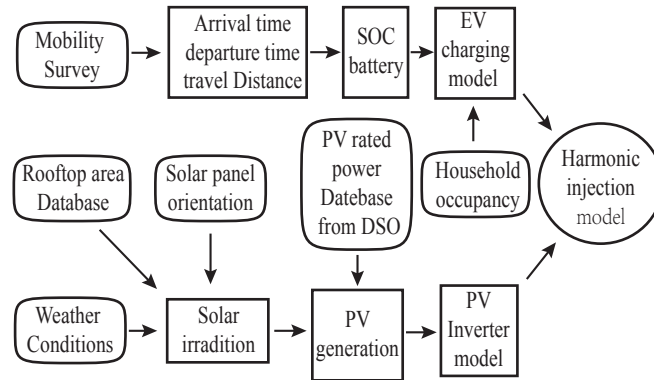 Mobility
Survey
Arrival time
departure time
travel Distance
SOC
battery
EV
charging
model
Rooftop area
Database
Solar panel
orientation
PV rated
power
Datebase
from DSO
Household
occupancy
Harmonic
injection
model
Weather
Conditions
Solar
irradition
PV
generation
PV
Inverter
model